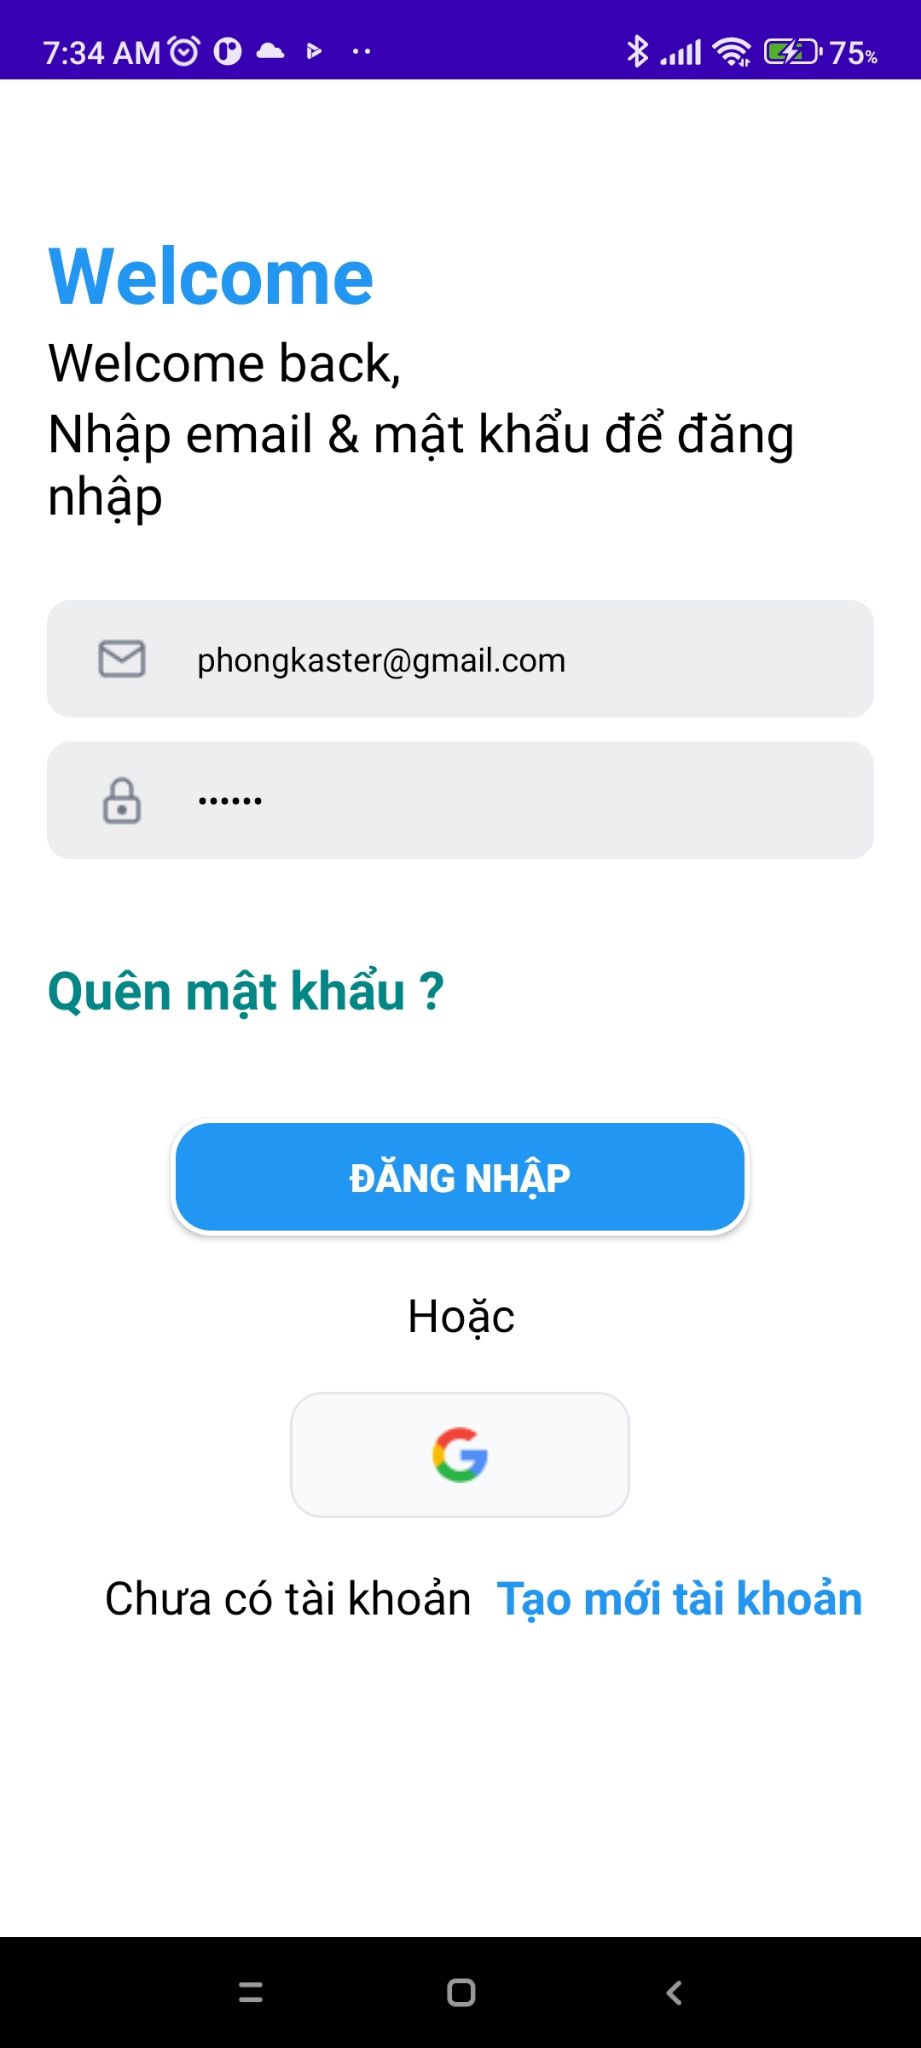 7:34 AM
75%
Welcome
Welcome back,
Nhập email & mật khẩu để đăng
nhập
phongkaster@gmail.com
••••••
Quên mật khẩu ?
ĐĂNG NHẬP
Hoặc
Chưa có tài khoản Tạo mới tài khoản